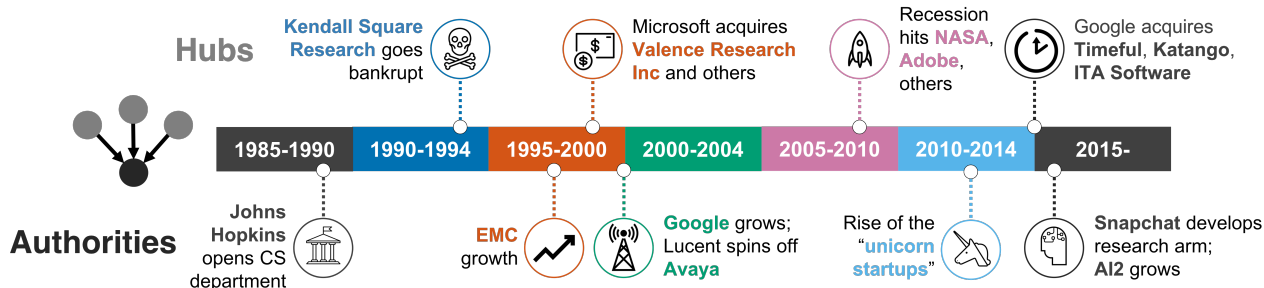 Hubs
Kendall Square
Research goes
bankrupt
Microsoft acquires
Valence Research
Inc and others
Recession
hits NASA,
Adobe,
others
Google acquires
Timeful, Katango,
ITA Software
1985-1990
1990-1994
1995-2000
2000-2004
2005-2010
2010-2014
2015-
Authorities
Johns
Hopkins
opens CS
department
EMC
growth
Google grows;
Lucent spins off
Avaya
Rise of the
“unicorn
startups”
Snapchat develops
research arm;
AI2 grows
$
$